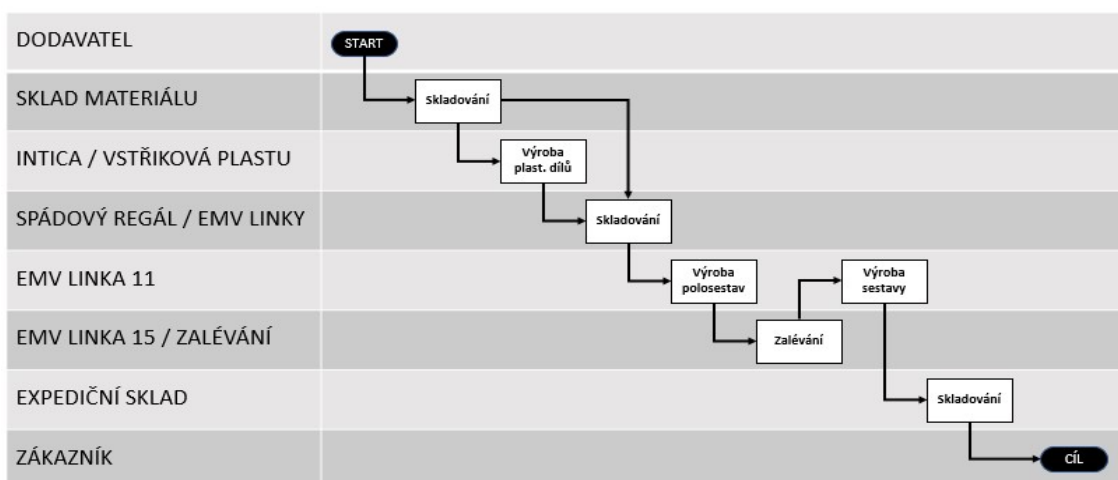 DODAVATEL
START
SKLAD MATERIÁLU
Skladování
INTICA / VSTŘIKOVÁ PLASTU
Výroba
plast. dílů
SPÁDOVÝ REGÁL / EMV LINKY
Skladování
EMV LINKA 11
Výroba
polosestav
Výroba
sestavy
EMV LINKA 15 / ZALÉVÁNÍ
Zalévání
EXPEDIČNÍ SKLAD
Skladování
ZÁKAZNÍK
CÍL